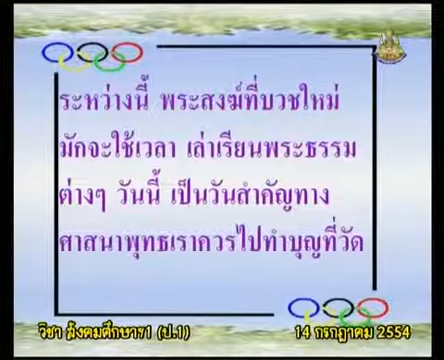 ระหว่างนี้ พระสงฆ์ที่บวชใหม่
มักจะใช้เวลา เล่าเรียนพระธรรม
ต่างๆ วันนี้ เป็นวันสำคัญทาง
ศาสนาพุทธเราควรไปทำบุญที่วัด
วิชา สังคมศึกษาฯ1 (ป.1)
14 กรกฎาคม 2554